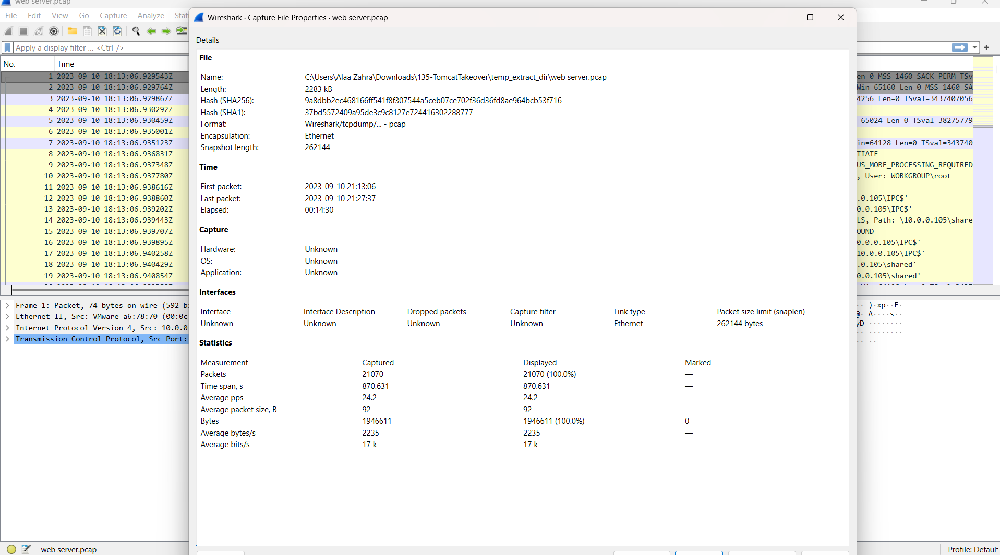 web server.pcap
File Edit View Go Capture Analyze Stat
Apply a display filter ... <Ctrl-/>
No. Time
1 2023-09-10 18:13:06.929543Z
2 2023-09-10 18:13:06.929764Z
3 2023-09-10 18:13:06.929867Z
4 2023-09-10 18:13:06.930292Z
5 2023-09-10 18:13:06.930459Z
6 2023-09-10 18:13:06.935001Z
7 2023-09-10 18:13:06.935123Z
8 2023-09-10 18:13:06.936831Z
9 2023-09-10 18:13:06.937348Z
10 2023-09-10 18:13:06.937780Z
11 2023-09-10 18:13:06.938616Z
12 2023-09-10 18:13:06.938860Z
13 2023-09-10 18:13:06.939202Z
14 2023-09-10 18:13:06.939443Z
15 2023-09-10 18:13:06.939707Z
16 2023-09-10 18:13:06.939895Z
17 2023-09-10 18:13:06.940258Z
18 2023-09-10 18:13:06.940429Z
19 2023-09-10 18:13:06.940854Z
Frame 1: Packet, 74 bytes on wire (592 b
Ethernet II, Src: VMware_a6:78:70 (00:0c
Internet Protocol Version 4, Src: 10.0.0
Transmission Control Protocol, Src Port:
web server.pcap
Wireshark · Capture File Properties · web server.pcap
Details
File
Name: C:\Users\Alaa Zahra\Downloads\135-TomcatTakeover\temp_extract_dir\web server.pcap
Length: 2283 kB
Hash (SHA256): 9a8dbb2ec468166ff541f8f307544a5ceb07ce702f36d36fd8ae964bcb53f716
Hash (SHA1): 37bd5572409a95de3c9c8127e724416302288777
Format: Wireshark/tcpdump/... - pcap
Encapsulation: Ethernet
Snapshot length: 262144
Time
First packet: 2023-09-10 21:13:06
Last packet: 2023-09-10 21:27:37
Elapsed: 00:14:30
Capture
Hardware: Unknown
OS: Unknown
Application: Unknown
Interfaces
Interface Interface Description Dropped packets Capture filter Link type Packet size limit (snaplen)
Unknown Unknown Unknown Unknown Ethernet 262144 bytes
Statistics
Measurement Captured Displayed Marked
Packets 21070 21070 (100.0%) —
Time span, s 870.631 870.631 —
Average pps 24.2 24.2 —
Average packet size, B 92 92 —
Bytes 1946611 1946611 (100.0%) 0
Average bytes/s 2235 2235 —
Average bits/s 17 k 17 k —
en=0 MSS=1460 SACK_PERM TSv
Win=65160 Len=0 MSS=1460 SA
4256 Len=0 TSval=3437407056
=65024 Len=0 TSval=38275779
in=64128 Len=0 TSval=343740
TIATE
US_MORE_PROCESSING_REQUIRED
, User: WORKGROUP\root
.0.105\IPC$'
0.0.105\IPC$'
LS, Path: \10.0.0.105\share
OUND
0.0.0.105\IPC$'
10.0.0.105\IPC$'
.0.105\shared'
0.0.105\shared'
·· )·xp··E·
@· A····s··
yD ········
·· ········
·· ··
Profile: Default